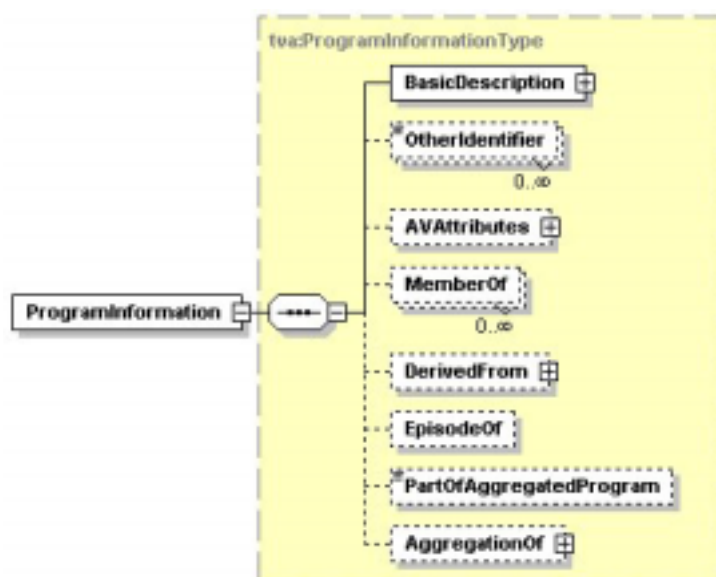 tva:ProgramInformationType
BasicDescription
OtherIdentifier
0..∞
AVAttributes
MemberOf
0..∞
ProgramInformation
DerivedFrom
EpisodeOf
PartOfAggregatedProgram
AggregationOf